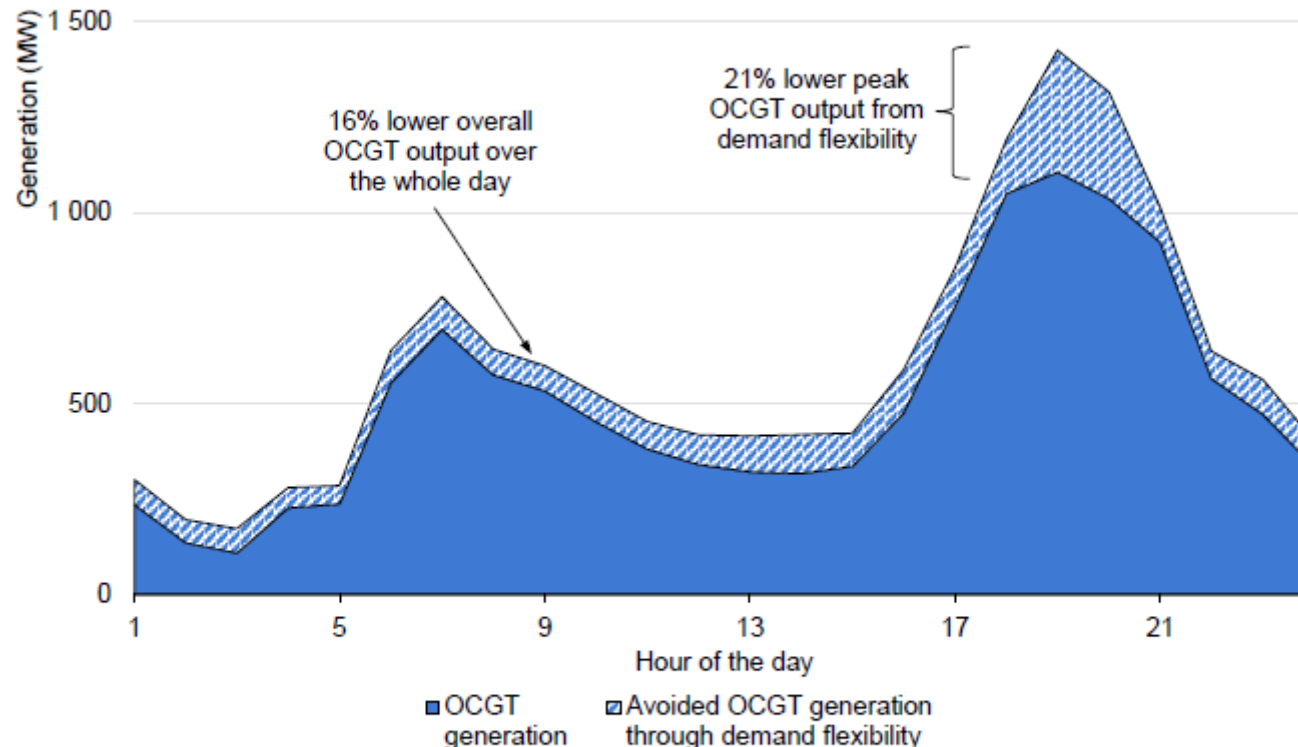 Generation (MW)
1 500
1 000
500
0
16% lower overall
OCGT output over
the whole day
21% lower peak
OCGT output from
demand flexibility
1 5 9 13 17 21
Hour of the day
OCGT
generation
Avoided OCGT generation
through demand flexibility